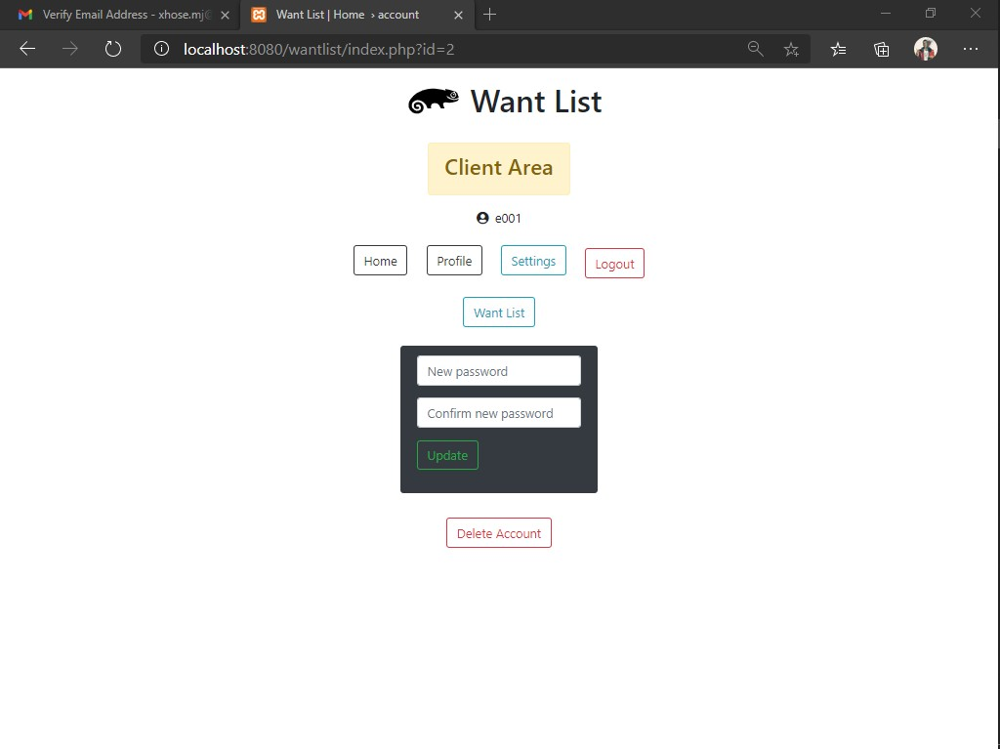 Verify Email Address - xhose.mj
Want List | Home › account
localhost:8080/wantlist/index.php?id=2
Want List
Client Area
e001
Home Profile Settings Logout
Want List
New password
Confirm new password
Update
Delete Account